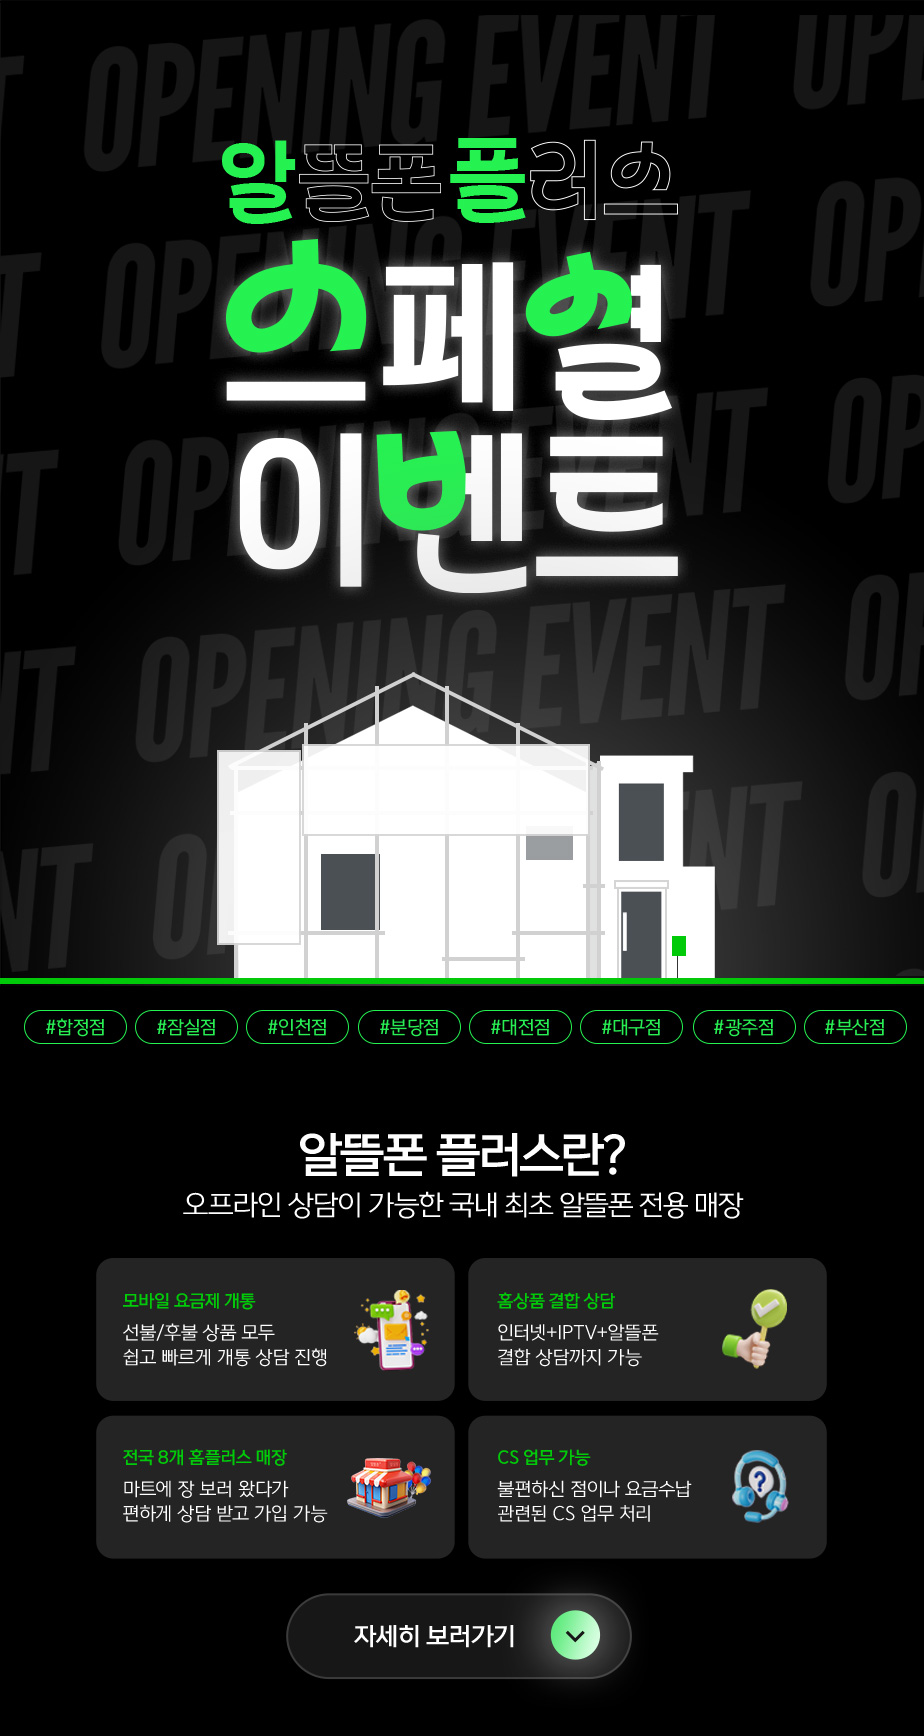 OPENING EVENT
알뜰폰 플러스
스페셜
이벤트
#합정점 #잠실점 #인천점 #분당점 #대전점 #대구점 #광주점 #부산점
알뜰폰 플러스란?
오프라인 상담이 가능한 국내 최초 알뜰폰 전용 매장
모바일 요금제 개통
선불/후불 상품 모두
쉽고 빠르게 개통 상담 진행
홈상품 결합 상담
인터넷+IPTV+알뜰폰
결합 상담까지 가능
전국 8개 홈플러스 매장
마트에 장 보러 왔다가
편하게 상담 받고 가입 가능
CS 업무 가능
불편하신 점이나 요금수납
관련된 CS 업무 처리
자세히 보러가기